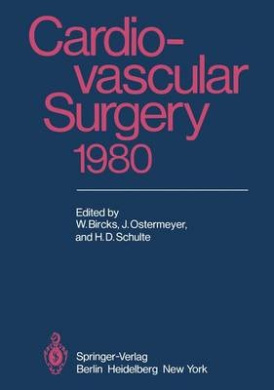 Cardio-
vascular
Surgery
1980
Edited by
W. Bircks, J. Ostermeyer,
and H. D. Schulte
Springer-Verlag
Berlin Heidelberg New York